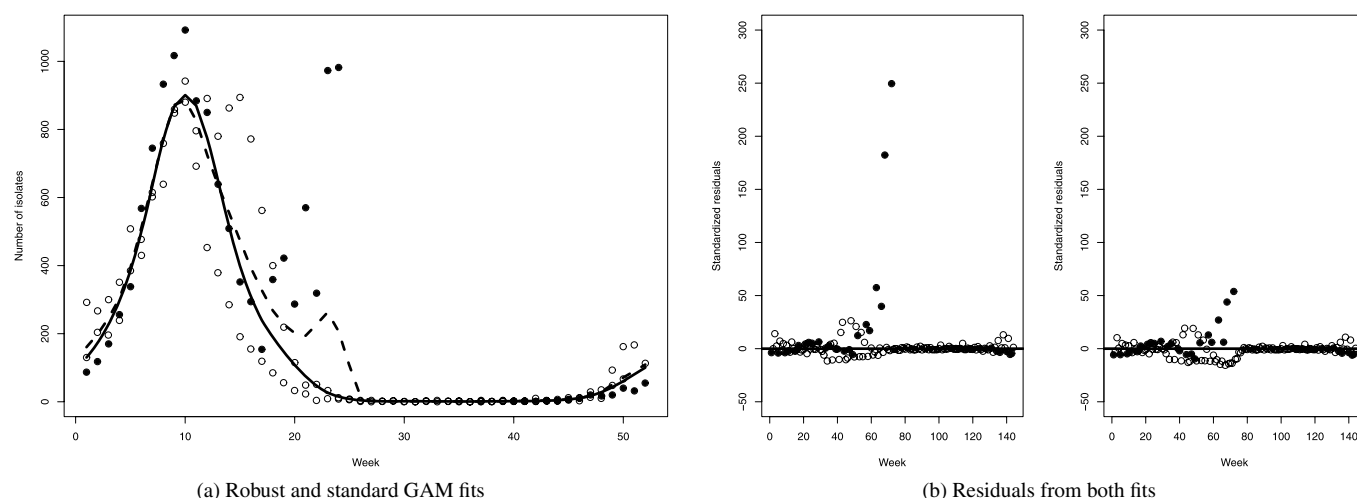 Number of isolates
0 200 400 600 800 1000
0 10 20 30 40 50
Week
(a) Robust and standard GAM fits
Standardized residuals
−50 0 50 100 150 200 250 300
0 20 40 60 80 100 120 140
Week
Standardized residuals
−50 0 50 100 150 200 250 300
0 20 40 60 80 100 120 140
Week
(b) Residuals from both fits